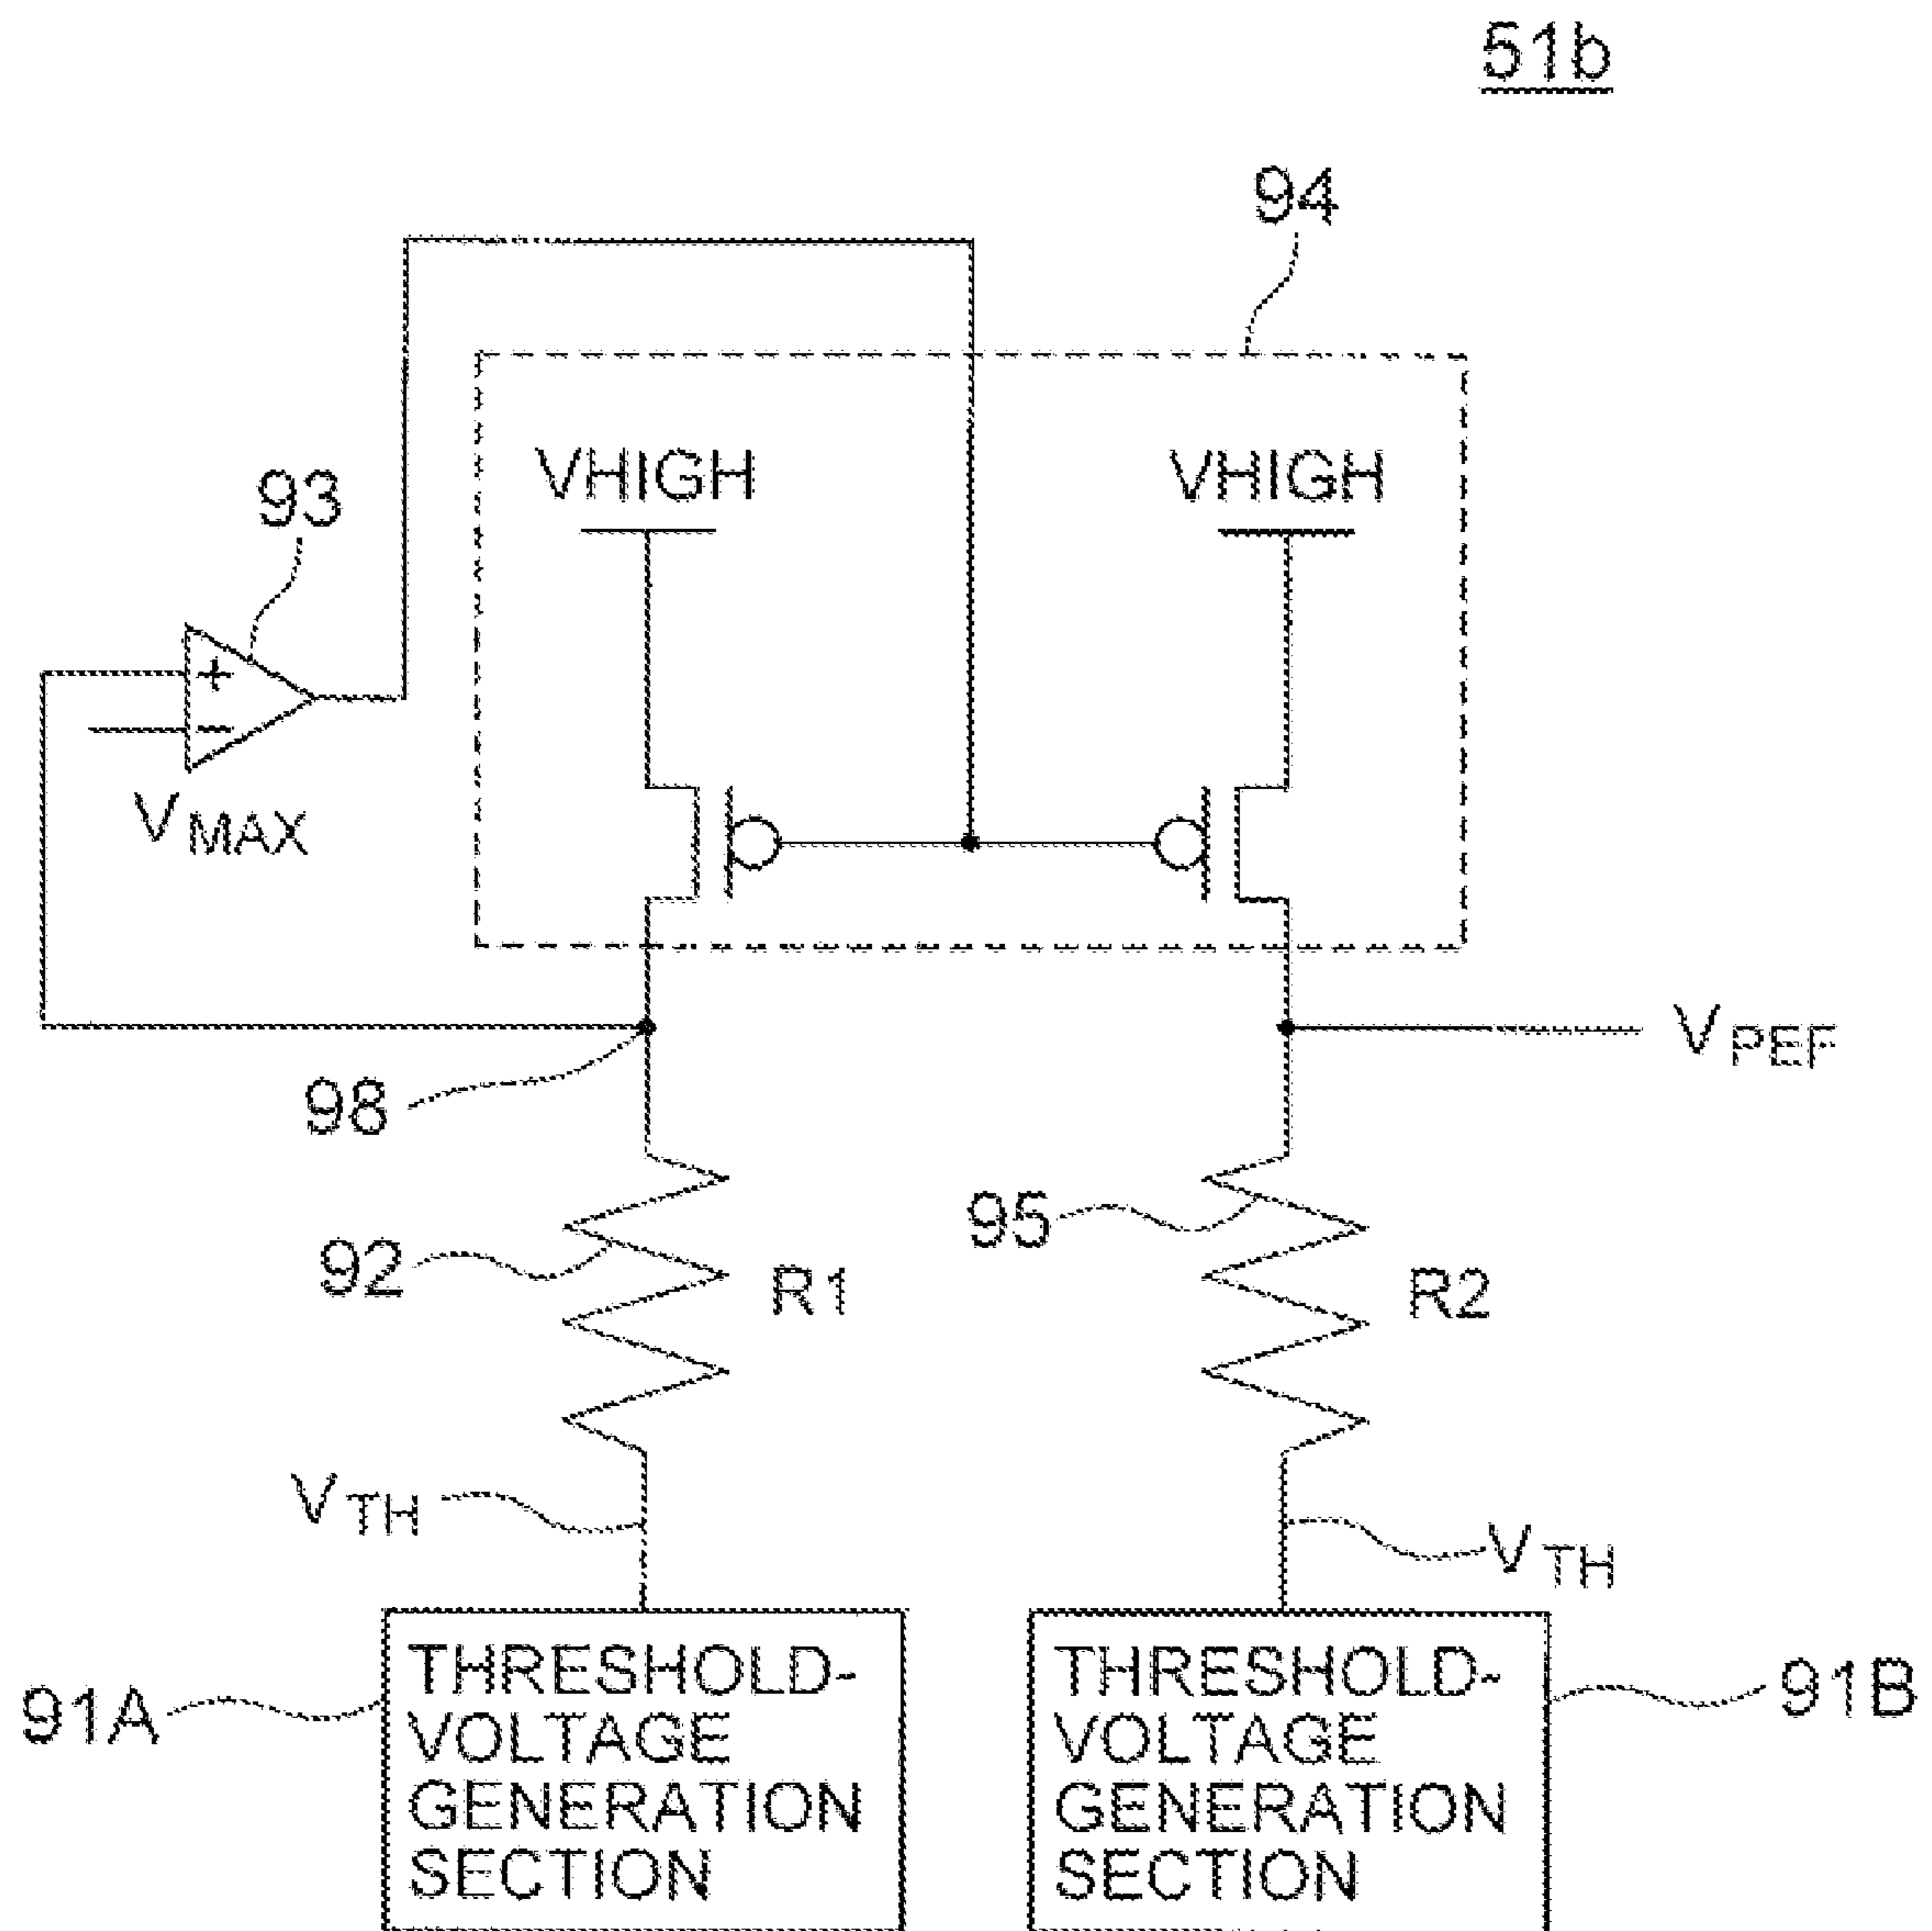 51b
94
VHIGH
VHIGH
93
+
−
VMAX
VPEF
98
95
92
R1
R2
VTH
VTH
91A
THRESHOLD-
VOLTAGE
GENERATION
SECTION
THRESHOLD-
VOLTAGE
GENERATION
SECTION
91B